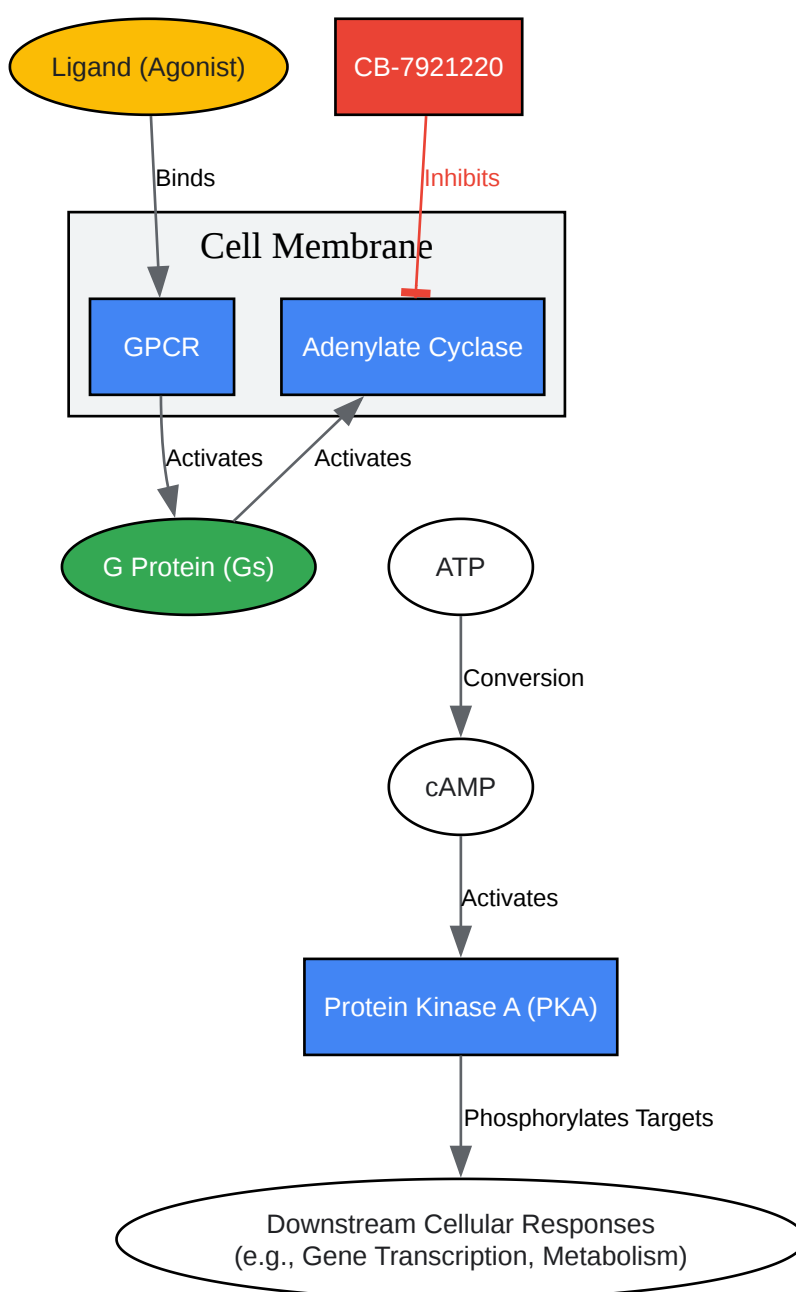 Ligand (Agonist)
CB-7921220
Binds
Inhibits
Cell Membrane
GPCR
Adenylate Cyclase
Activates
Activates
G Protein (Gs)
ATP
Conversion
cAMP
Activates
Protein Kinase A (PKA)
Phosphorylates Targets
Downstream Cellular Responses
(e.g., Gene Transcription, Metabolism)